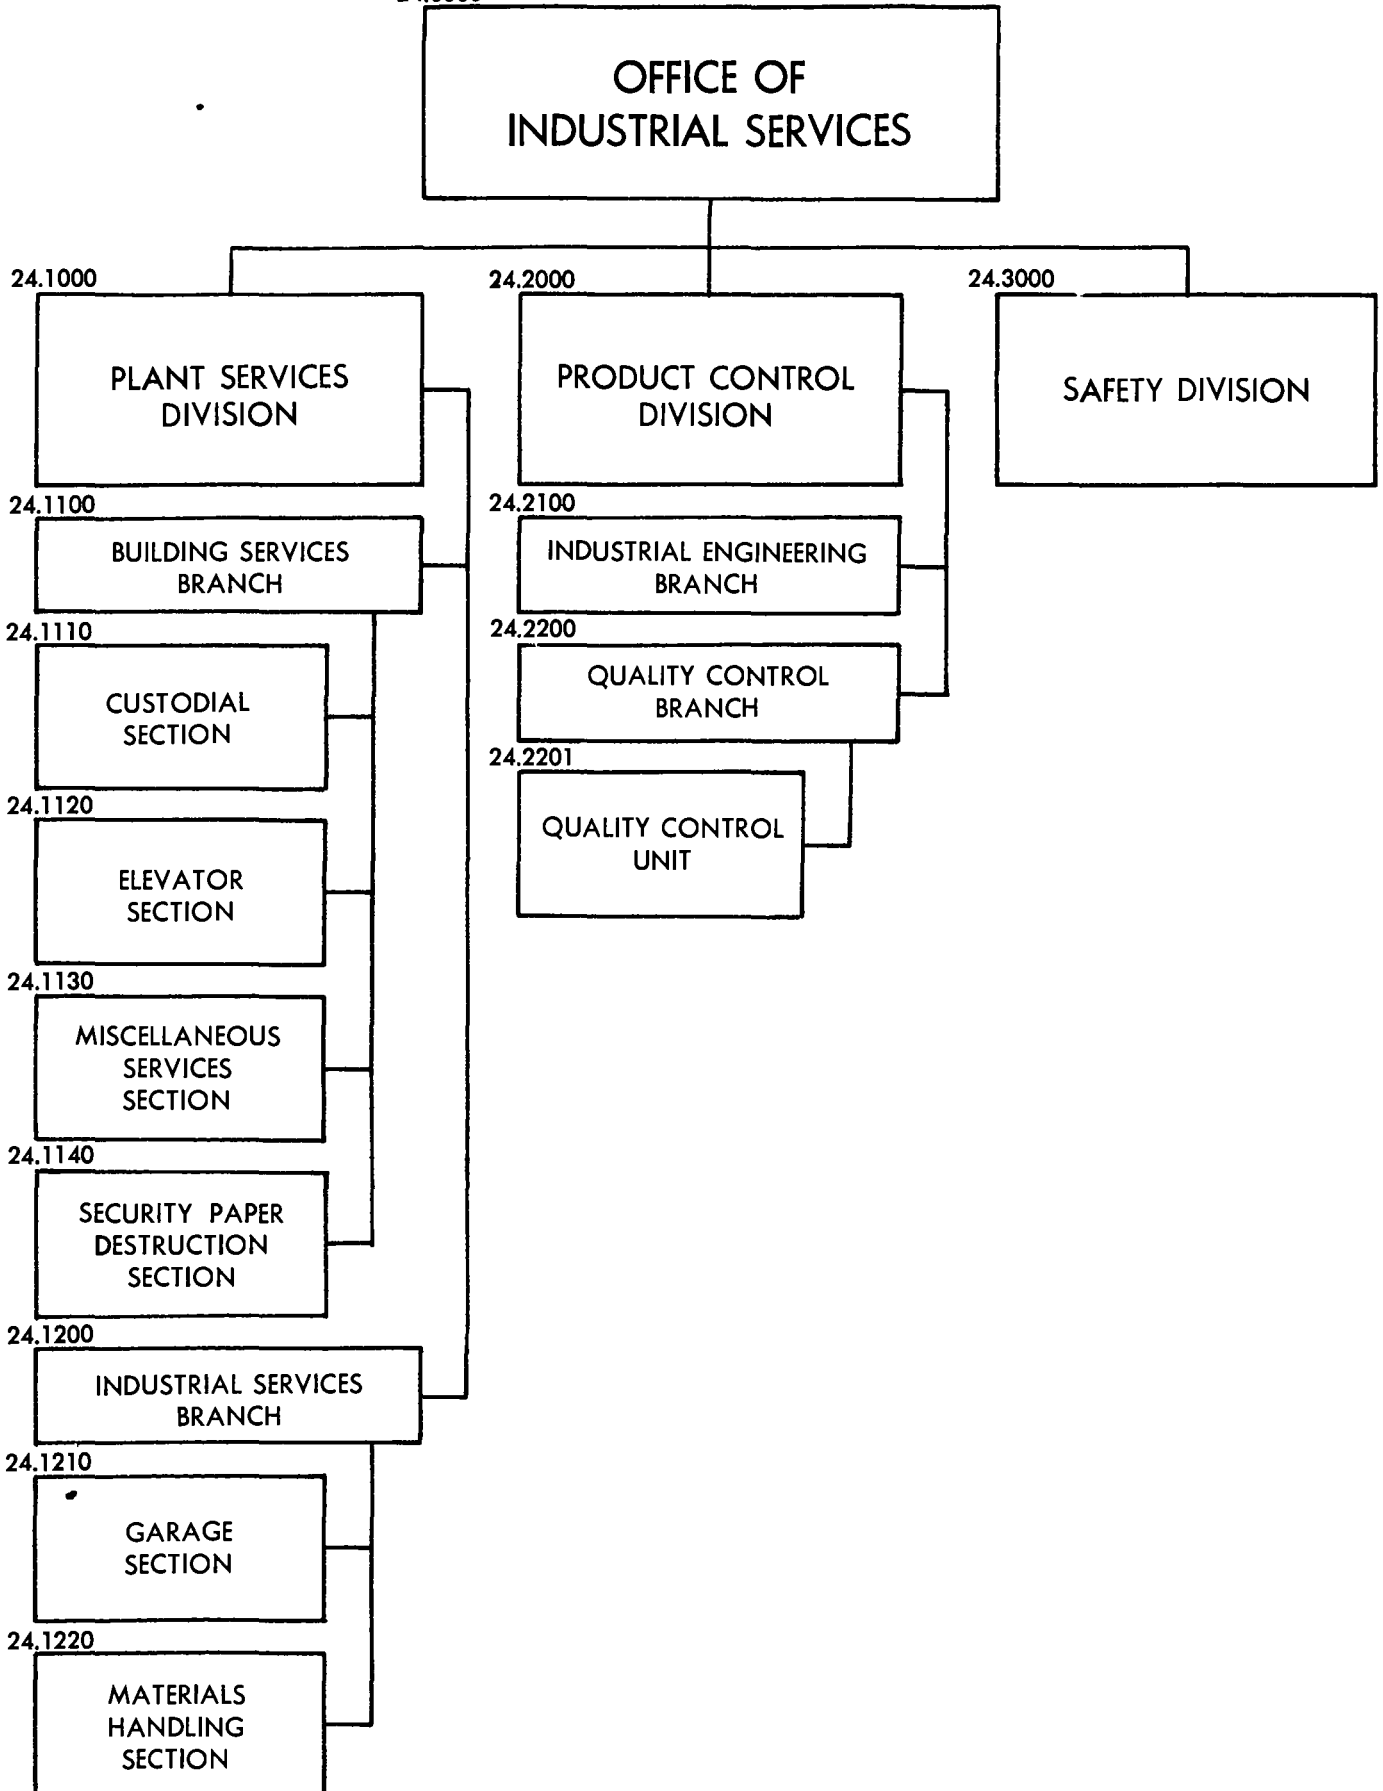 OFFICE OF
INDUSTRIAL SERVICES
24.1000
PLANT SERVICES
DIVISION
24.1100
BUILDING SERVICES
BRANCH
24.1110
CUSTODIAL
SECTION
24.1120
ELEVATOR
SECTION
24.1130
MISCELLANEOUS
SERVICES
SECTION
24.1140
SECURITY PAPER
DESTRUCTION
SECTION
24.1200
INDUSTRIAL SERVICES
BRANCH
24.1210
GARAGE
SECTION
24.1220
MATERIALS
HANDLING
SECTION
24.2000
PRODUCT CONTROL
DIVISION
24.2100
INDUSTRIAL ENGINEERING
BRANCH
24.2200
QUALITY CONTROL
BRANCH
24.2201
QUALITY CONTROL
UNIT
24.3000
SAFETY DIVISION